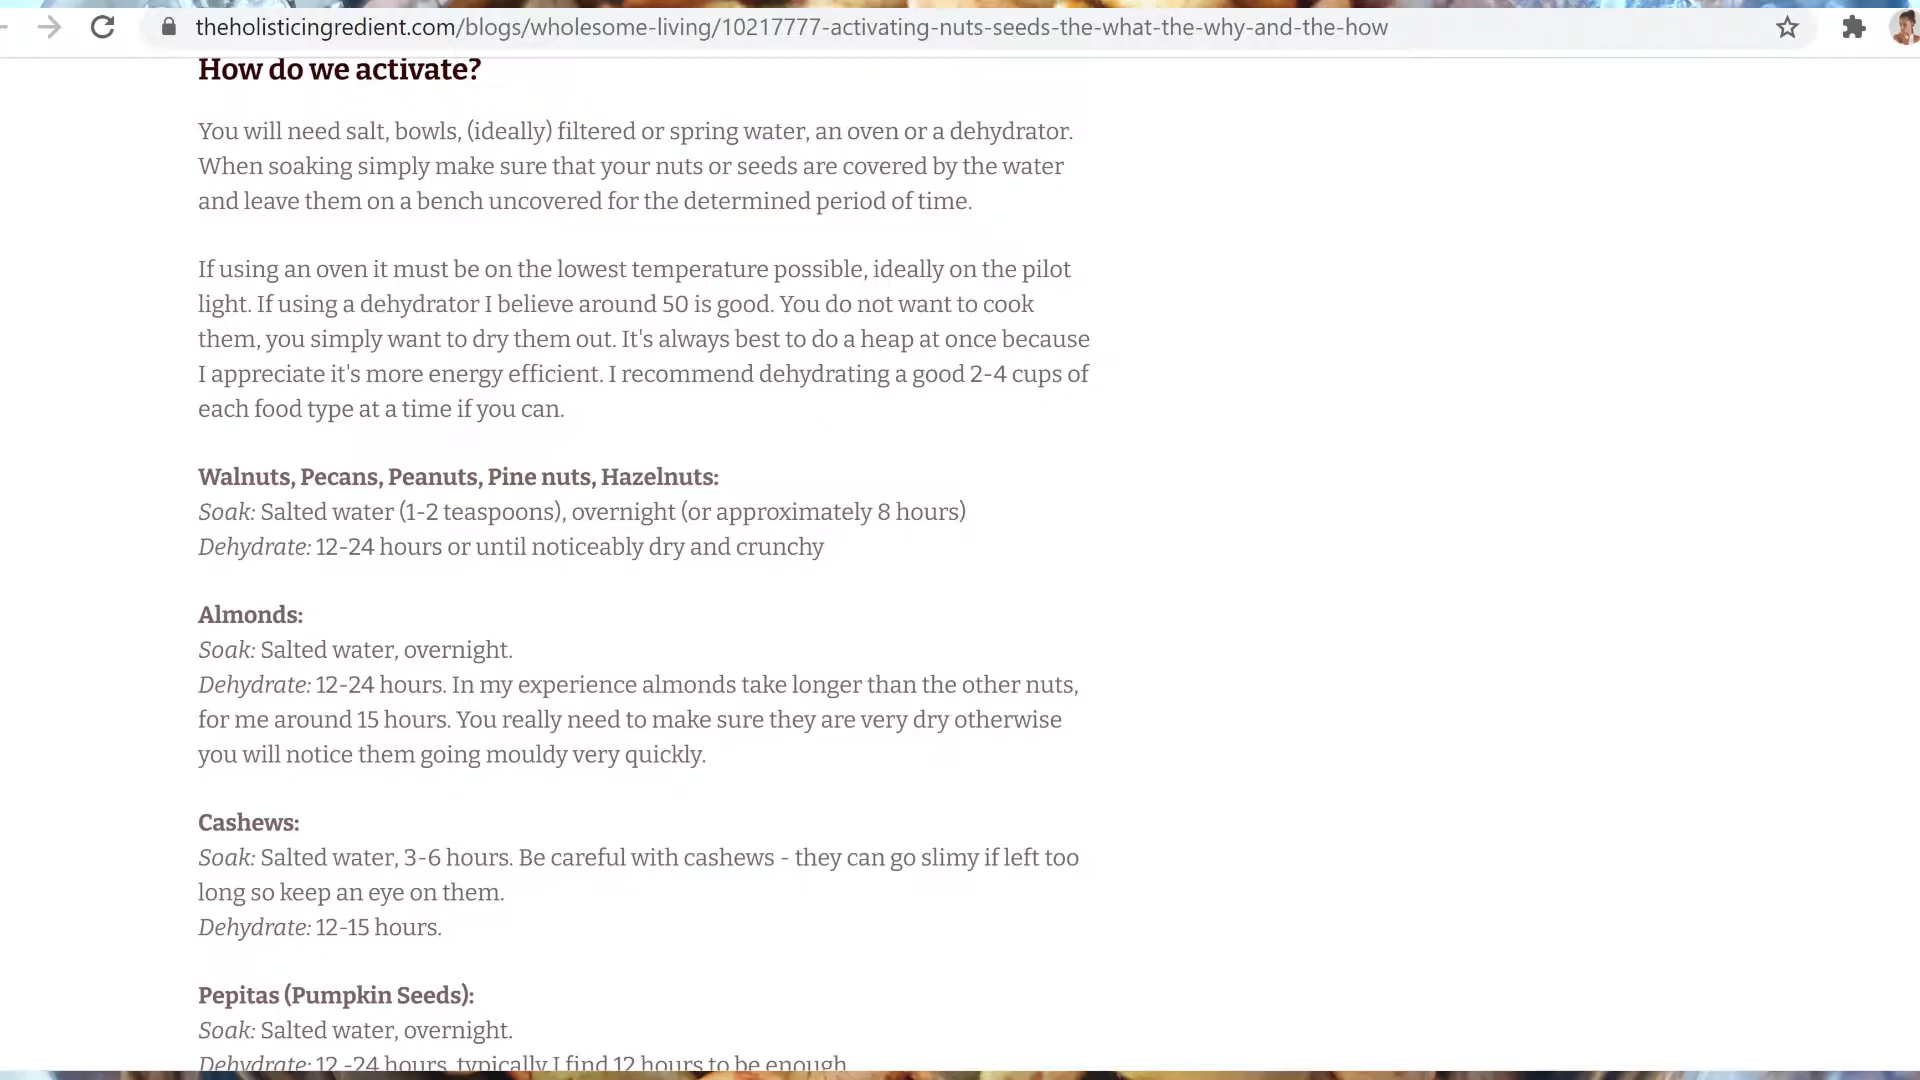 theholisticingredient.com/blogs/wholesome-living/10217777-activating-nuts-seeds-the-what-the-why-and-the-how
How do we activate?
You will need salt, bowls, (ideally) filtered or spring water, an oven or a dehydrator.
When soaking simply make sure that your nuts or seeds are covered by the water
and leave them on a bench uncovered for the determined period of time.
If using an oven it must be on the lowest temperature possible, ideally on the pilot
light. If using a dehydrator I believe around 50 is good. You do not want to cook
them, you simply want to dry them out. It's always best to do a heap at once because
I appreciate it's more energy efficient. I recommend dehydrating a good 2-4 cups of
each food type at a time if you can.
Walnuts, Pecans, Peanuts, Pine nuts, Hazelnuts:
Soak: Salted water (1-2 teaspoons), overnight (or approximately 8 hours)
Dehydrate: 12-24 hours or until noticeably dry and crunchy
Almonds:
Soak: Salted water, overnight.
Dehydrate: 12-24 hours. In my experience almonds take longer than the other nuts,
for me around 15 hours. You really need to make sure they are very dry otherwise
you will notice them going mouldy very quickly.
Cashews:
Soak: Salted water, 3-6 hours. Be careful with cashews - they can go slimy if left too
long so keep an eye on them.
Dehydrate: 12-15 hours.
Pepitas (Pumpkin Seeds):
Soak: Salted water, overnight.
Dehydrate: 12 -24 hours, typically I find 12 hours to be enough